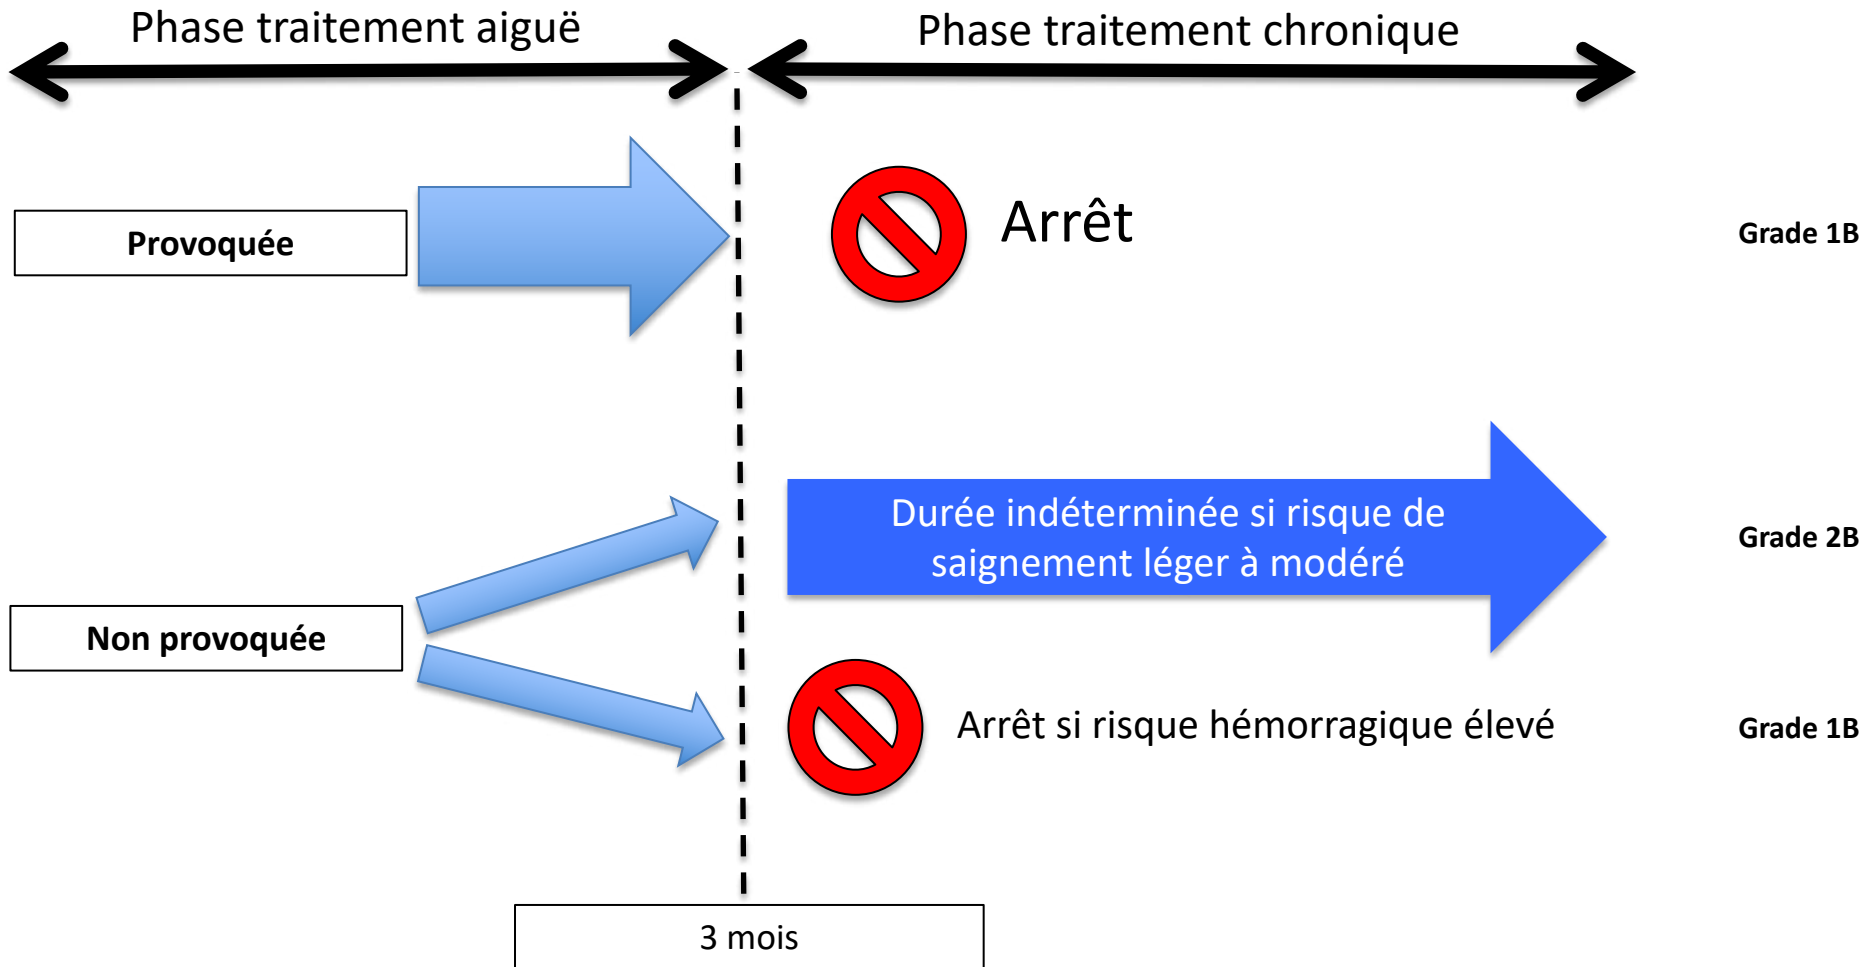 Phase traitement aiguë
Phase traitement chronique
Provoquée
Arrêt
Grade 1B
Durée indéterminée si risque de
saignement léger à modéré
Grade 2B
Non provoquée
Arrêt si risque hémorragique élevé
Grade 1B
3 mois